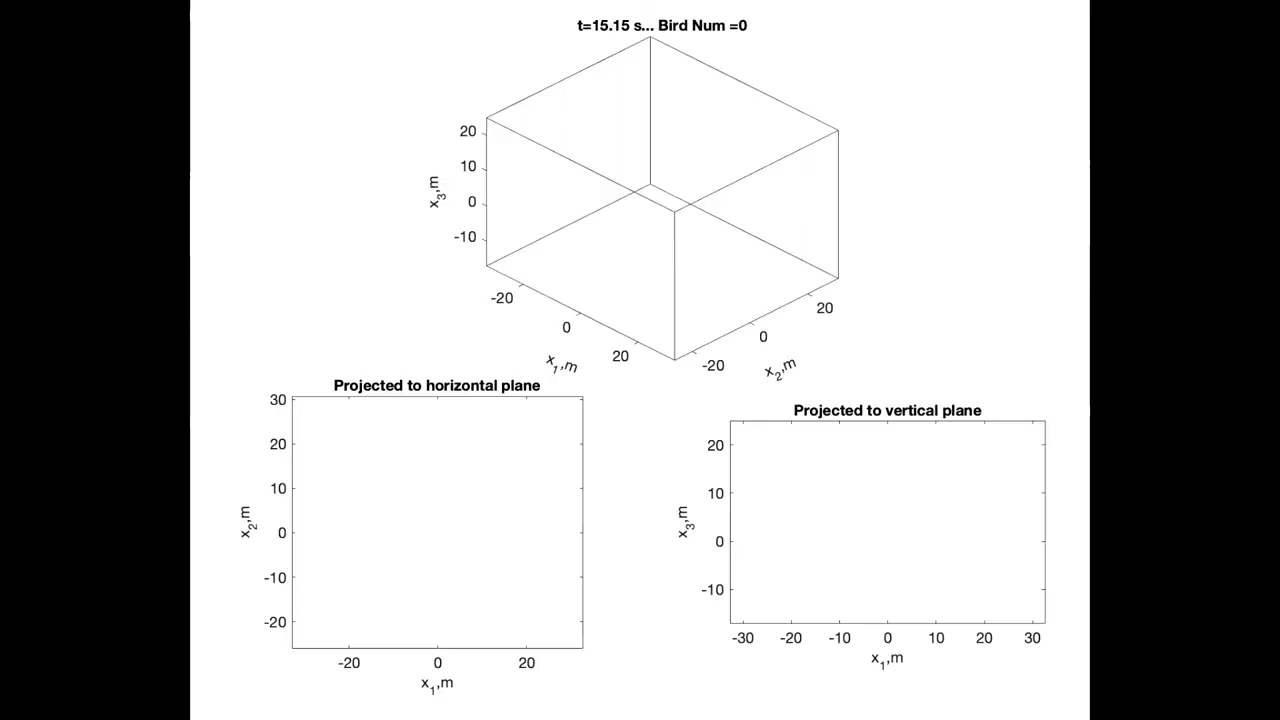 t=15.15 s... Bird Num =0
20
10
0
-10
x3,m
-20
0
20
x1,m
-20
0
20
x2,m
Projected to horizontal plane
30
20
10
0
-10
-20
x2,m
-20 0 20
x1,m
Projected to vertical plane
20
10
0
-10
x3,m
-30 -20 -10 0 10 20 30
x1,m